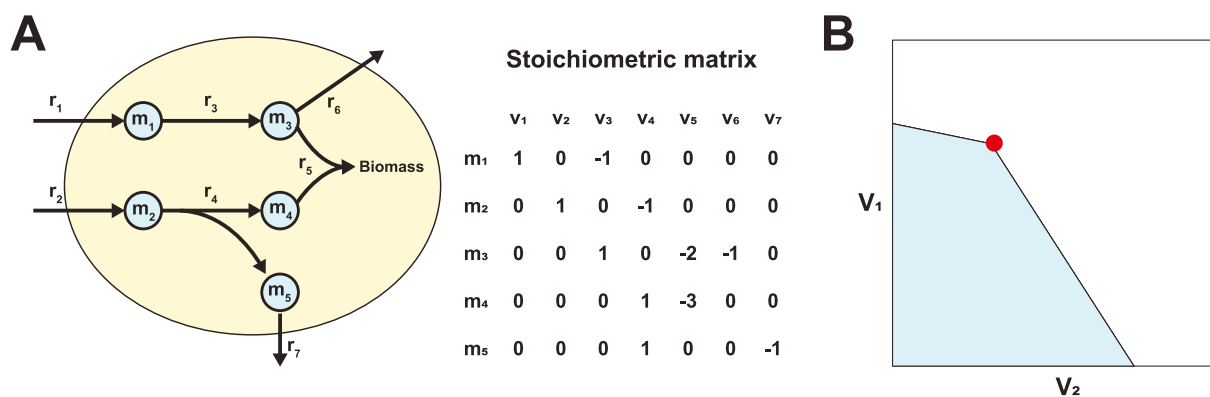 A
r₁
m₁
r₃
m₃
r₆
r₅
Biomass
r₂
m₂
r₄
m₄
m₅
r₇
Stoichiometric matrix
V₁ V₂ V₃ V₄ V₅ V₆ V₇
m₁ 1 0 -1 0 0 0 0
m₂ 0 1 0 -1 0 0 0
m₃ 0 0 1 0 -2 -1 0
m₄ 0 0 0 1 -3 0 0
m₅ 0 0 0 1 0 0 -1
B
V₁
V₂